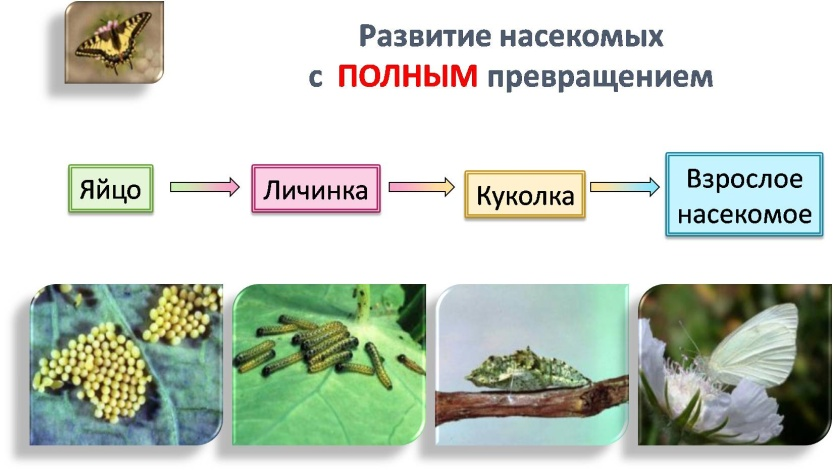 Развитие насекомых
с ПОЛНЫМ превращением
Яйцо
Личинка
Куколка
Взрослое
насекомое